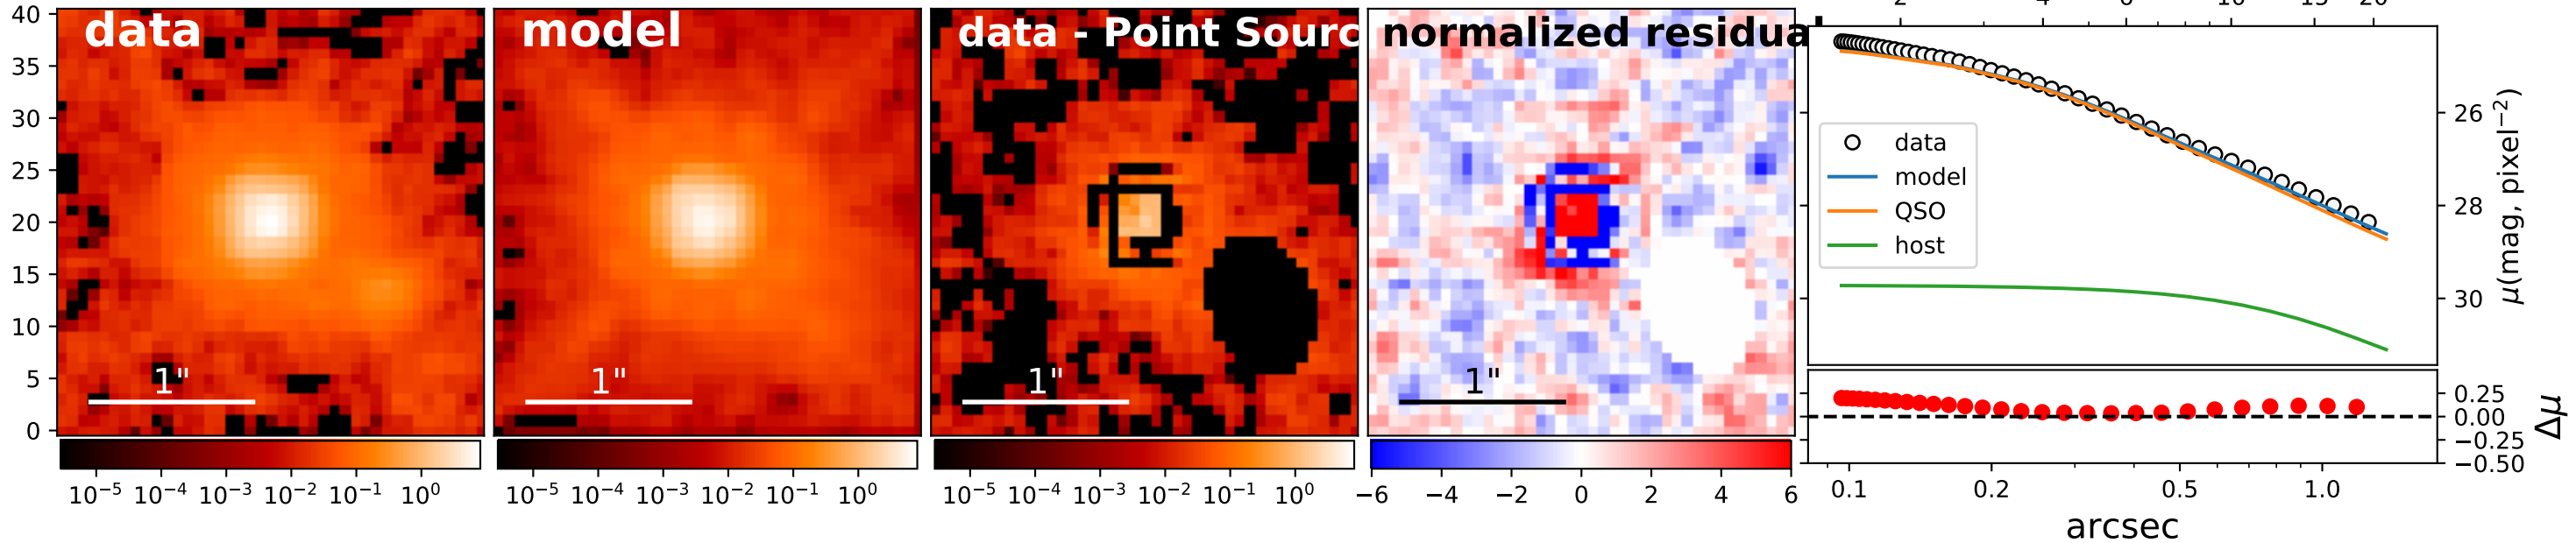 data
model
data - Point Sourc
normalized residual
40
35
30
25
20
15
10
5
0
1"
1"
1"
1"
10⁻⁵ 10⁻⁴ 10⁻³ 10⁻² 10⁻¹ 10⁰
10⁻⁵ 10⁻⁴ 10⁻³ 10⁻² 10⁻¹ 10⁰
10⁻⁵ 10⁻⁴ 10⁻³ 10⁻² 10⁻¹ 10⁰
−6 −4 −2 0 2 4 6
2 4 6 10 15 20
data
model
QSO
host
26
28
30
μ(mag, pixel⁻²)
0.25
0.00
−0.25
−0.50
Δμ
0.1 0.2 0.5 1.0
arcsec